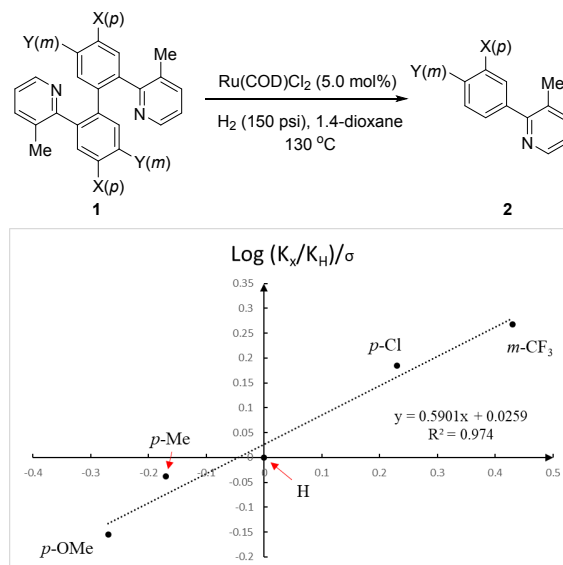 X(p)
Y(m)
Me
N
N
Me
Y(m)
X(p)
1
Ru(COD)Cl2 (5.0 mol%)
H2 (150 psi), 1.4-dioxane
130 °C
X(p)
Y(m)
Me
N
2
Log (KX/KH)/σ
0.35
0.3
0.25
0.2
0.15
0.1
0.05
0
-0.05
-0.1
-0.15
-0.2
-0.4 -0.3 -0.2 -0.1 0 0.1 0.2 0.3 0.4 0.5
p-Cl
m-CF3
y = 0.5901x + 0.0259
R² = 0.974
p-Me
H
p-OMe